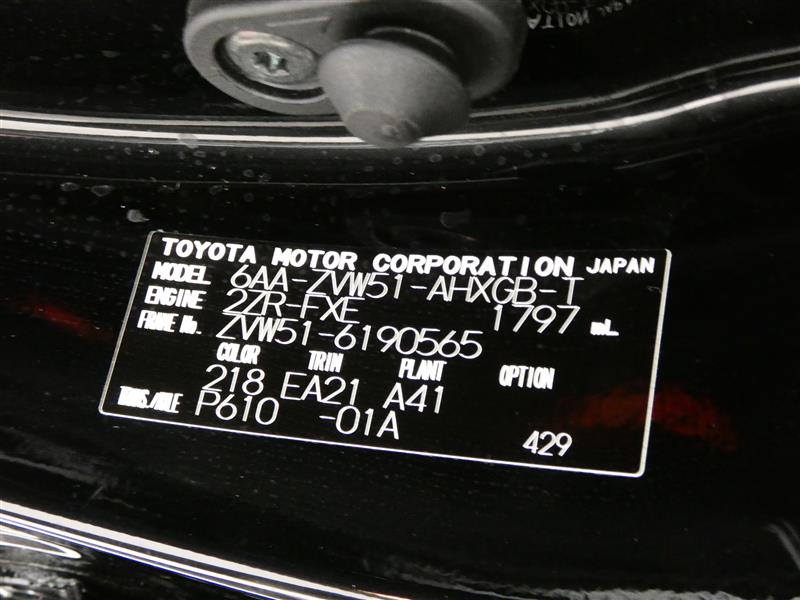 TOYOTA MOTOR CORPORATION JAPAN
MODEL 6AA-ZVW51-AHXGB-T
ENGINE 2ZR-FXE 1797 mL.
FRAME No. ZVW51-6190565
COLOR TRIM PLANT OPTION
218 EA21 A41
TRANS./AXLE P610 -01A 429